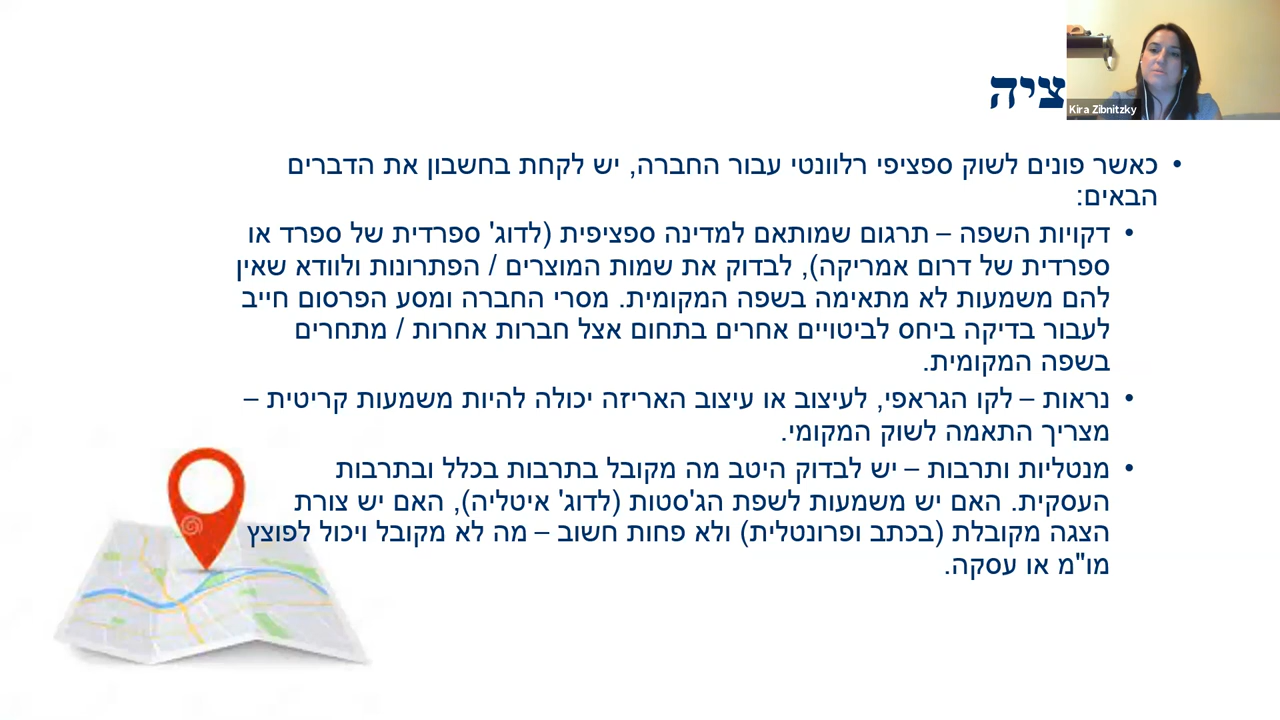 Kira Zibnitzky
• כאשר פונים לשוק ספציפי רלוונטי עבור החברה, יש לקחת בחשבון את הדברים
הבאים:
• דקויות השפה – תרגום שמותאם למדינה ספציפית (לדוג' ספרדית של ספרד או
ספרדית של דרום אמריקה), לבדוק את שמות המוצרים / הפתרונות ולוודא שאין
להם משמעות לא מתאימה בשפה המקומית. מסרי החברה ומסע הפרסום חייב
לעבור בדיקה ביחס לביטויים אחרים בתחום אצל חברות אחרות / מתחרים
בשפה המקומית.
• נראות – לקו הגראפי, לעיצוב או עיצוב האריזה יכולה להיות משמעות קריטית –
מצריך התאמה לשוק המקומי.
• מנטליות ותרבות – יש לבדוק היטב מה מקובל בתרבות בכלל ובתרבות
העסקית. האם יש משמעות לשפת הג'סטות (לדוג' איטליה), האם יש צורת
הצגה מקובלת (בכתב ופרונטלית) ולא פחות חשוב – מה לא מקובל ויכול לפוצץ
מו"מ או עסקה.